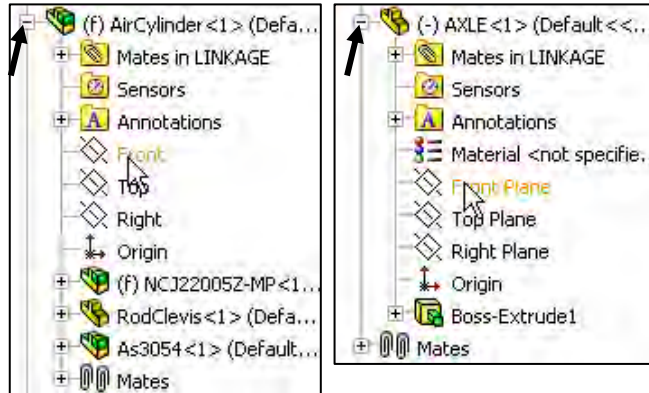 (f) AirCylinder<1> (Defa...
Mates in LINKAGE
Sensors
Annotations
Front
Top
Right
Origin
(f) NCJ22005Z-MP<1...
RodClevis<1> (Defa...
As3054<1> (Default...
Mates
(-) AXLE<1> (Default<<..
Mates in LINKAGE
Sensors
A Annotations
Material <not specifie.
Front Plane
Top Plane
Right Plane
Origin
Boss-Extrude1
Mates